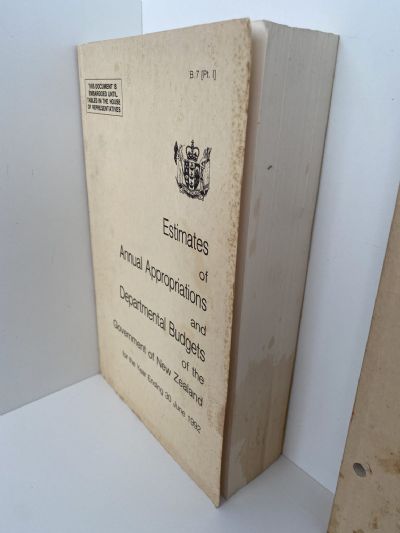 B. 7 [Pt. I]
THIS DOCUMENT IS
EMBARGOED UNTIL
TABLED IN THE HOUSE
OF REPRESENTATIVES
Estimates
of
Annual Appropriations
and
Departmental Budgets
of the
Government of New Zealand
for the Year Ending 30 June 1992